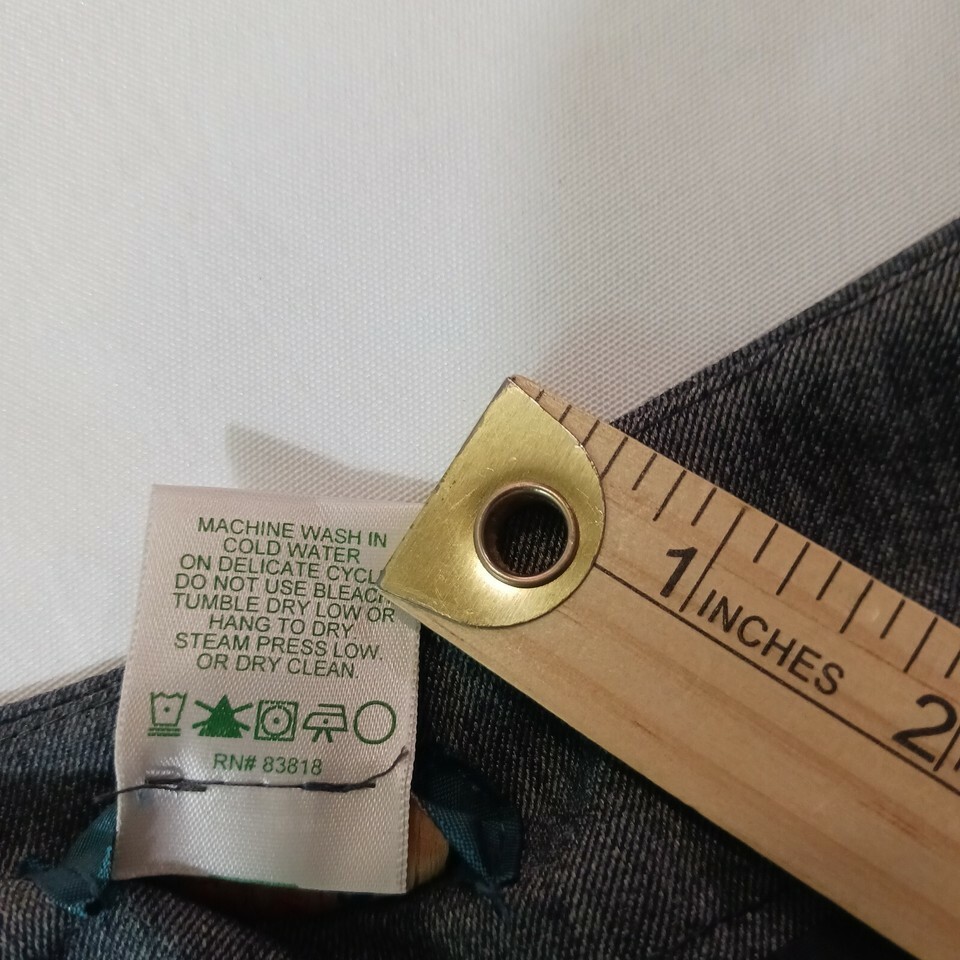 MACHINE WASH IN
COLD WATER
ON DELICATE CYCLE
DO NOT USE BLEACH
TUMBLE DRY LOW OR
HANG TO DRY.
STEAM PRESS LOW.
OR DRY CLEAN.
RN# 83818
1
INCHES
2